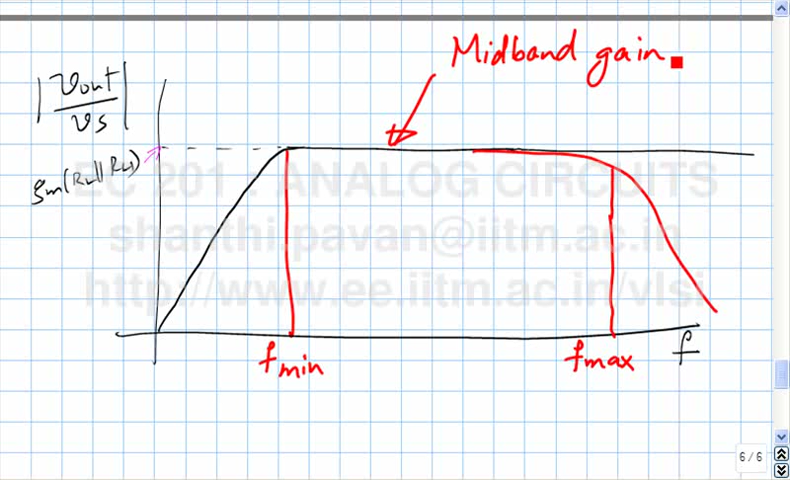 Midband gain.
|Vout/Vs|
gm(RL||Rd)
EC 201 : ANALOG CIRCUITS
shanthi.pavan@iitm.ac.in
http://www.ee.iitm.ac.in/vlsi
fmin
fmax
f
6 / 6